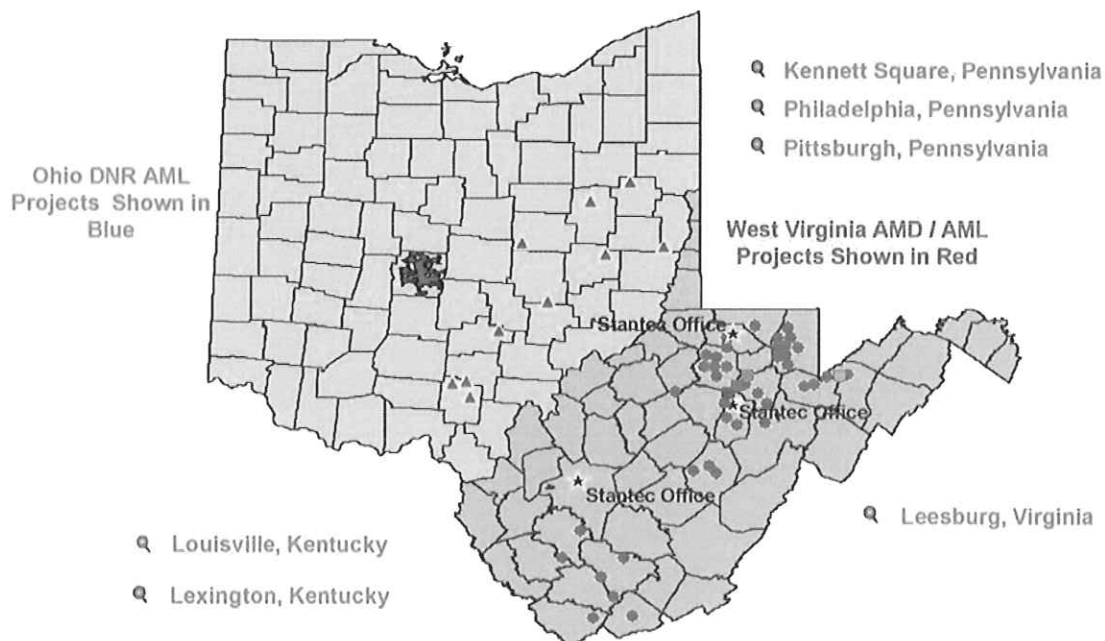 Kennett Square, Pennsylvania
Philadelphia, Pennsylvania
Pittsburgh, Pennsylvania
Ohio DNR AML
Projects Shown in
Blue
West Virginia AMD / AML
Projects Shown in Red
Stantec Office
Stantec Office
Stantec Office
Leesburg, Virginia
Louisville, Kentucky
Lexington, Kentucky